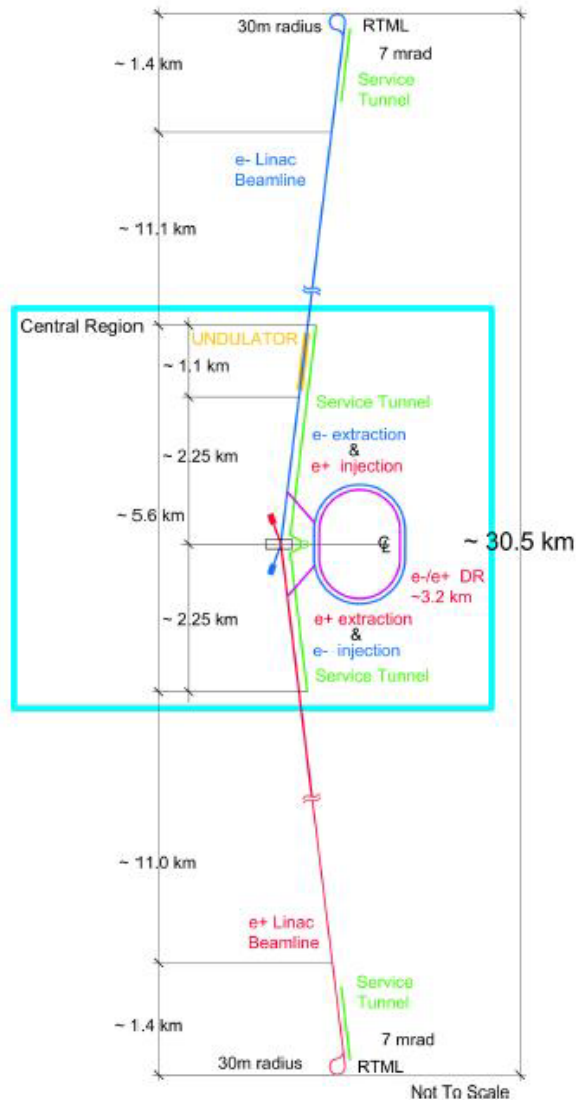 30m radius
RTML
7 mrad
~ 1.4 km
Service
Tunnel
e- Linac
Beamline
~ 11.1 km
Central Region
UNDULATOR
~ 1.1 km
Service Tunnel
e- extraction
&
e+ injection
~ 2.25 km
~ 5.6 km
~ 30.5 km
e-/e+ DR
~3.2 km
~ 2.25 km
e+ extraction
&
e- injection
Service Tunnel
~ 11.0 km
e+ Linac
Beamline
Service
Tunnel
~ 1.4 km
7 mrad
30m radius
RTML
Not To Scale